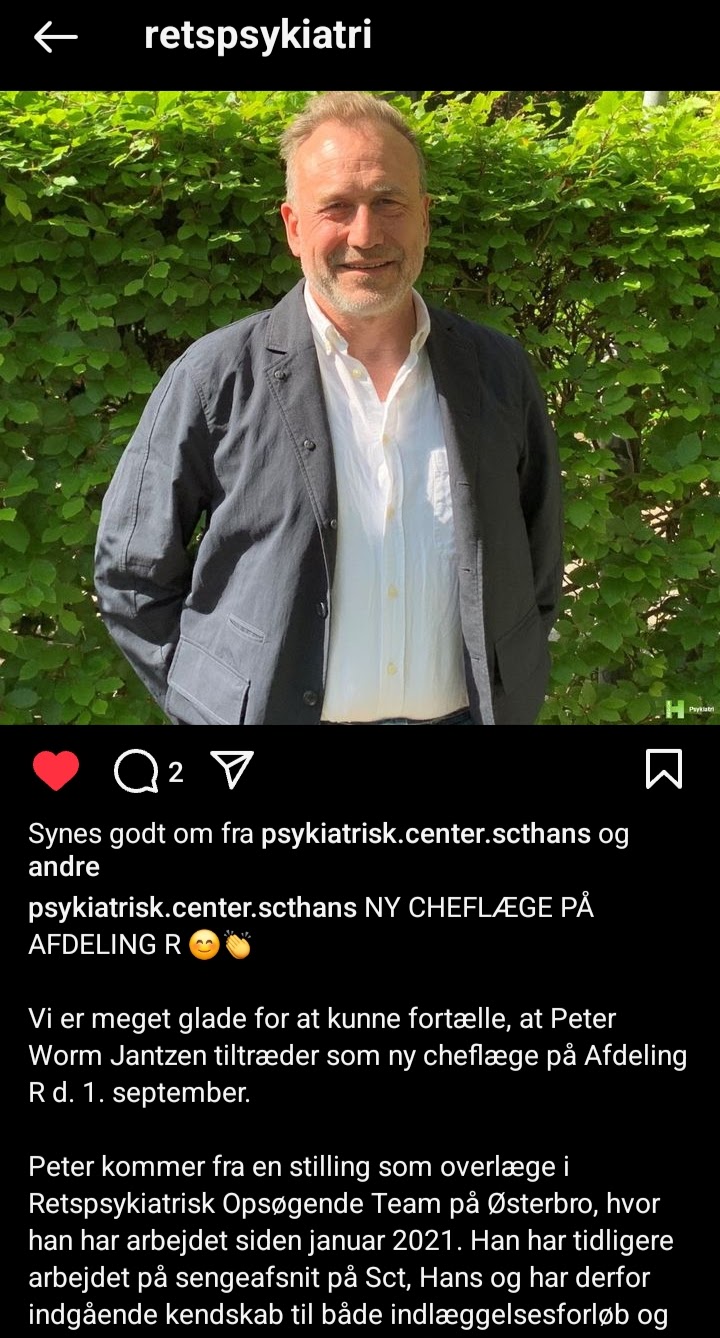 retspsykiatri
H Psykiatri
2
Synes godt om fra psykiatrisk.center.scthans og
andre
psykiatrisk.center.scthans NY CHEFLÆGE PÅ
AFDELING R 😊👏
Vi er meget glade for at kunne fortælle, at Peter
Worm Jantzen tiltræder som ny cheflæge på Afdeling
R d. 1. september.
Peter kommer fra en stilling som overlæge i
Retspsykiatrisk Opsøgende Team på Østerbro, hvor
han har arbejdet siden januar 2021. Han har tidligere
arbejdet på sengeafsnit på Sct, Hans og har derfor
indgående kendskab til både indlæggelsesforløb og